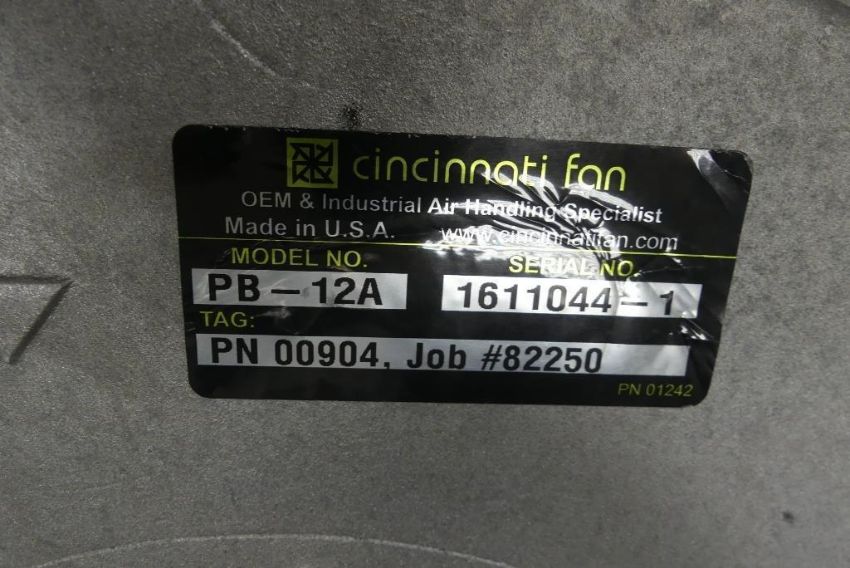 cincinnati fan
OEM & Industrial Air Handling Specialist
Made in U.S.A. www.cincinnatifan.com
MODEL NO. SERIAL NO.
PB-12A 1611044-1
TAG:
PN 00904, Job #82250
PN 01242